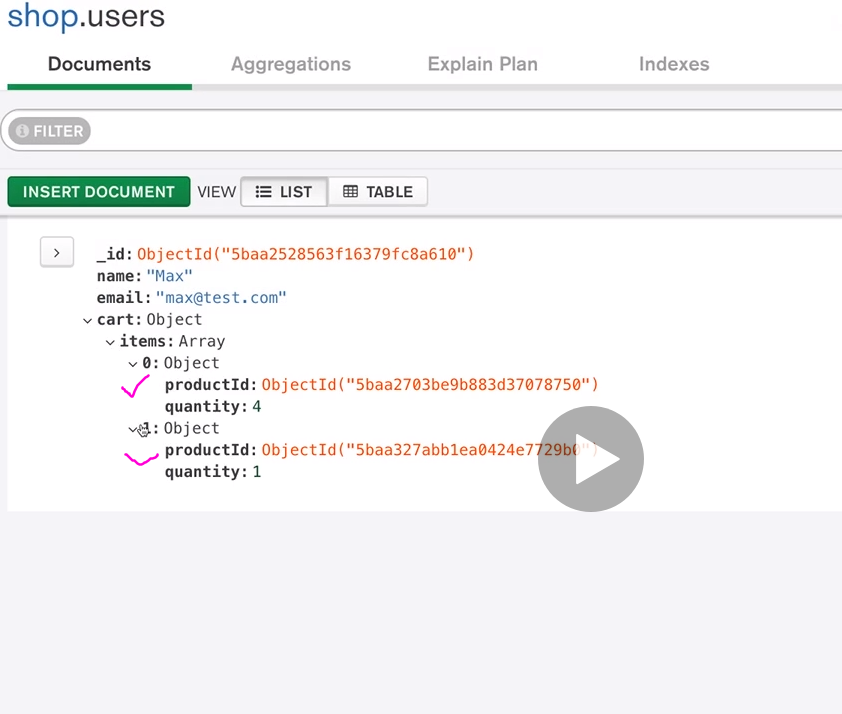 shop.users
Documents Aggregations Explain Plan Indexes
FILTER
INSERT DOCUMENT VIEW LIST TABLE
_id: ObjectId("5baa2528563f16379fc8a610")
name: "Max"
email: "max@test.com"
cart: Object
items: Array
0: Object
productId: ObjectId("5baa2703be9b883d37078750")
quantity: 4
1: Object
productId: ObjectId("5baa327abb1ea0424e7729b0")
quantity: 1